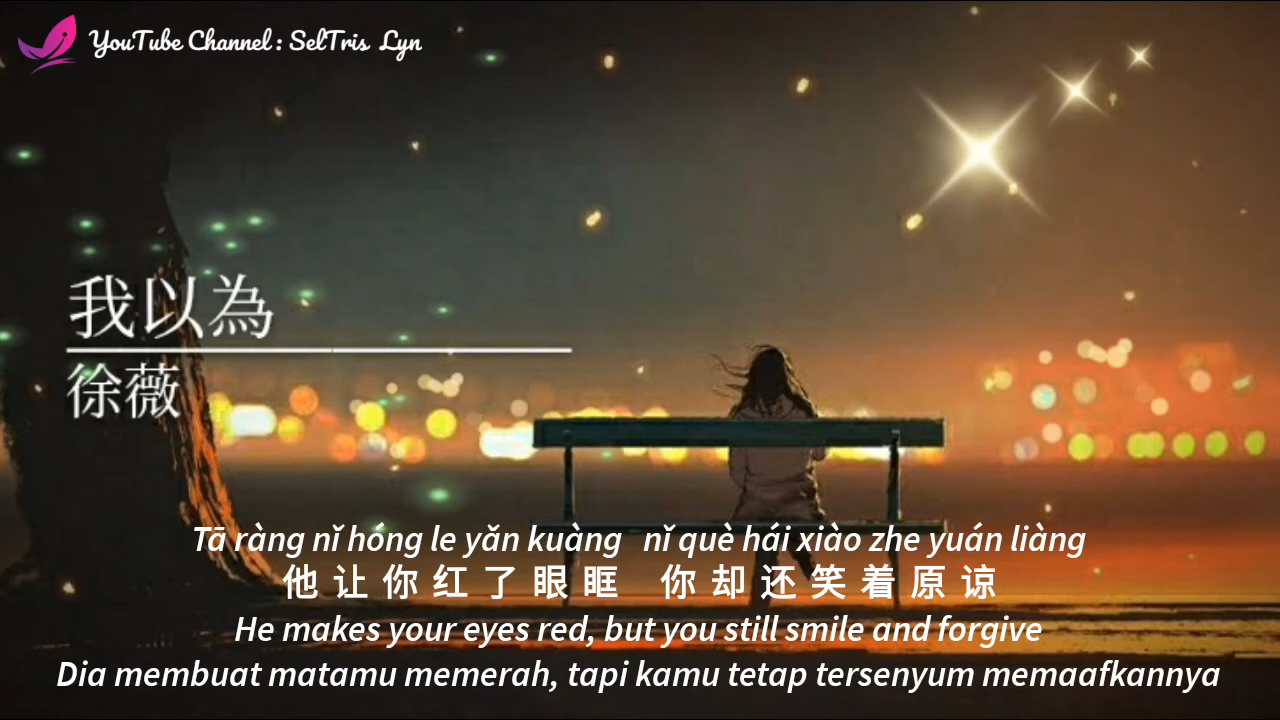 YouTube Channel : SelTris Lyn
我以為
徐薇
Tā ràng nǐ hóng le yǎn kuàng nǐ què hái xiào zhe yuán liàng
他让你红了眼眶 你却还笑着原谅
He makes your eyes red, but you still smile and forgive
Dia membuat matamu memerah, tapi kamu tetap tersenyum memaafkannya